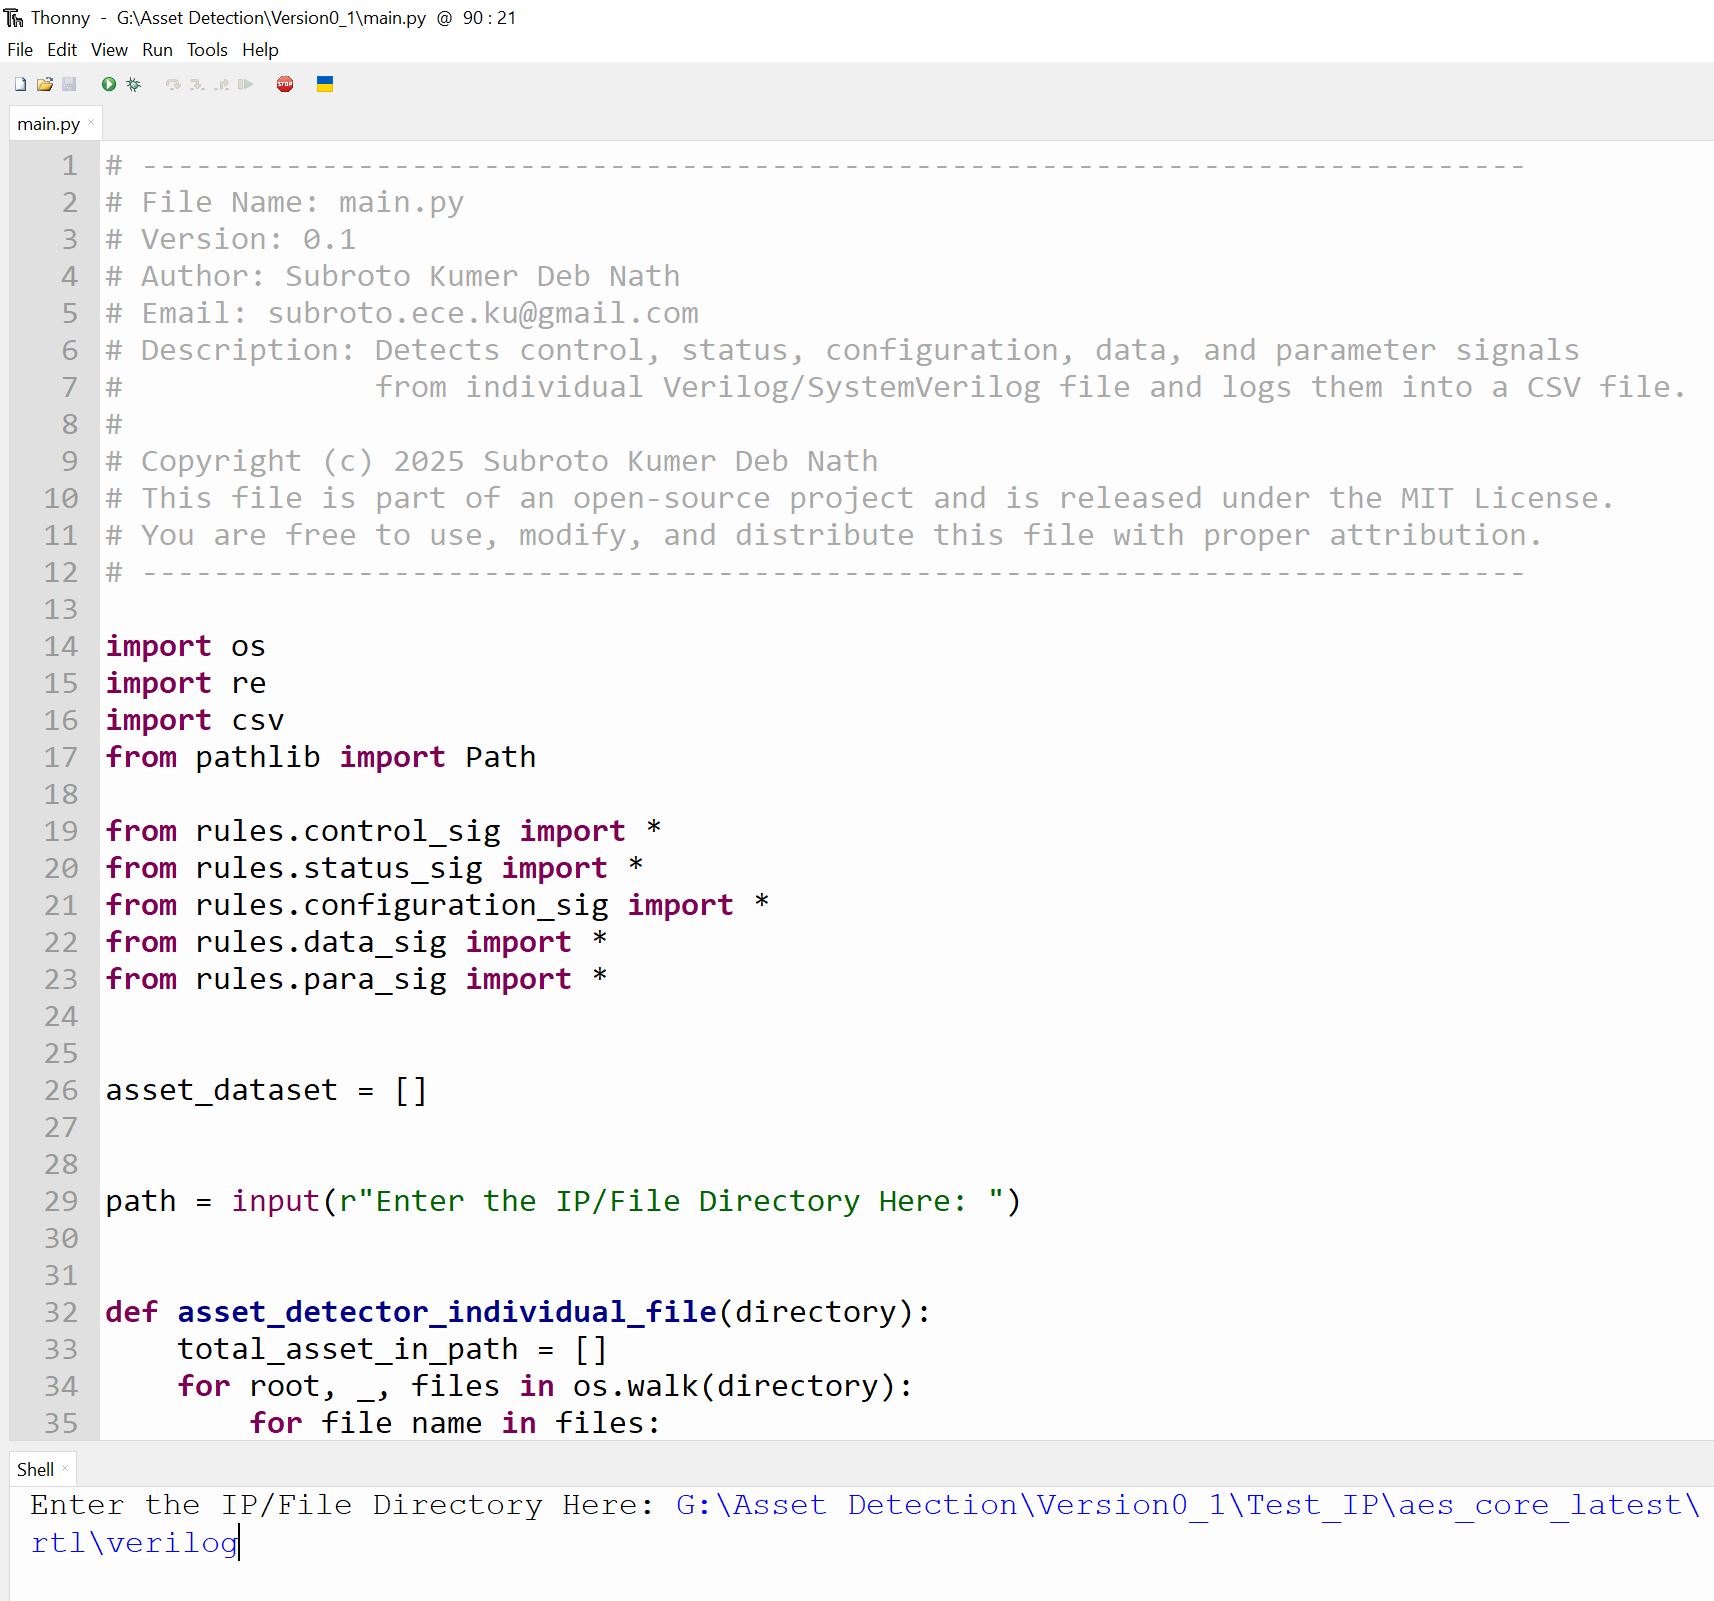 Thonny - G:\Asset Detection\Version0_1\main.py @ 90 : 21
File Edit View Run Tools Help
STOP
main.py ×
1 # -----------------------------------------------------------------------------
2 # File Name: main.py
3 # Version: 0.1
4 # Author: Subroto Kumer Deb Nath
5 # Email: subroto.ece.ku@gmail.com
6 # Description: Detects control, status, configuration, data, and parameter signals
7 #              from individual Verilog/SystemVerilog file and logs them into a CSV file.
8 #
9 # Copyright (c) 2025 Subroto Kumer Deb Nath
10 # This file is part of an open-source project and is released under the MIT License.
11 # You are free to use, modify, and distribute this file with proper attribution.
12 # -----------------------------------------------------------------------------
13
14 import os
15 import re
16 import csv
17 from pathlib import Path
18
19 from rules.control_sig import *
20 from rules.status_sig import *
21 from rules.configuration_sig import *
22 from rules.data_sig import *
23 from rules.para_sig import *
24
25
26 asset_dataset = []
27
28
29 path = input(r"Enter the IP/File Directory Here: ")
30
31
32 def asset_detector_individual_file(directory):
33     total_asset_in_path = []
34     for root, _, files in os.walk(directory):
35         for file name in files:
Shell ×
Enter the IP/File Directory Here: G:\Asset Detection\Version0_1\Test_IP\aes_core_latest\
rtl\verilog